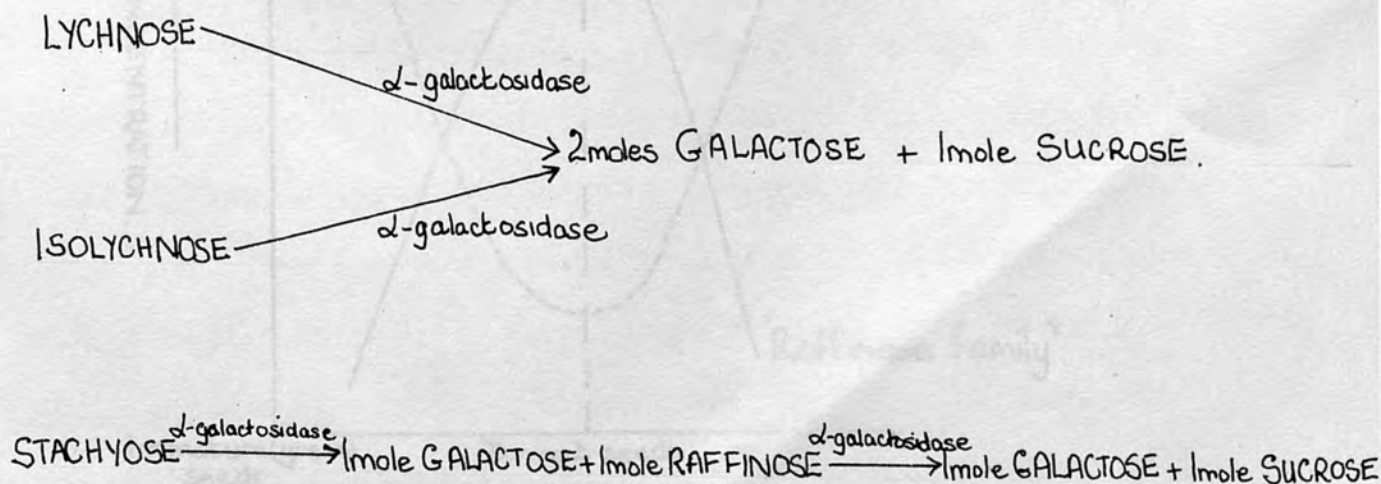 LYCHNOSE
α-galactosidase
2moles GALACTOSE + 1mole SUCROSE.
α-galactosidase
ISOLYCHNOSE
"Raffinose Family"
STACHYOSE α-galactosidase 1mole GALACTOSE+1mole RAFFINOSE α-galactosidase 1mole GALACTOSE + 1mole SUCROSE